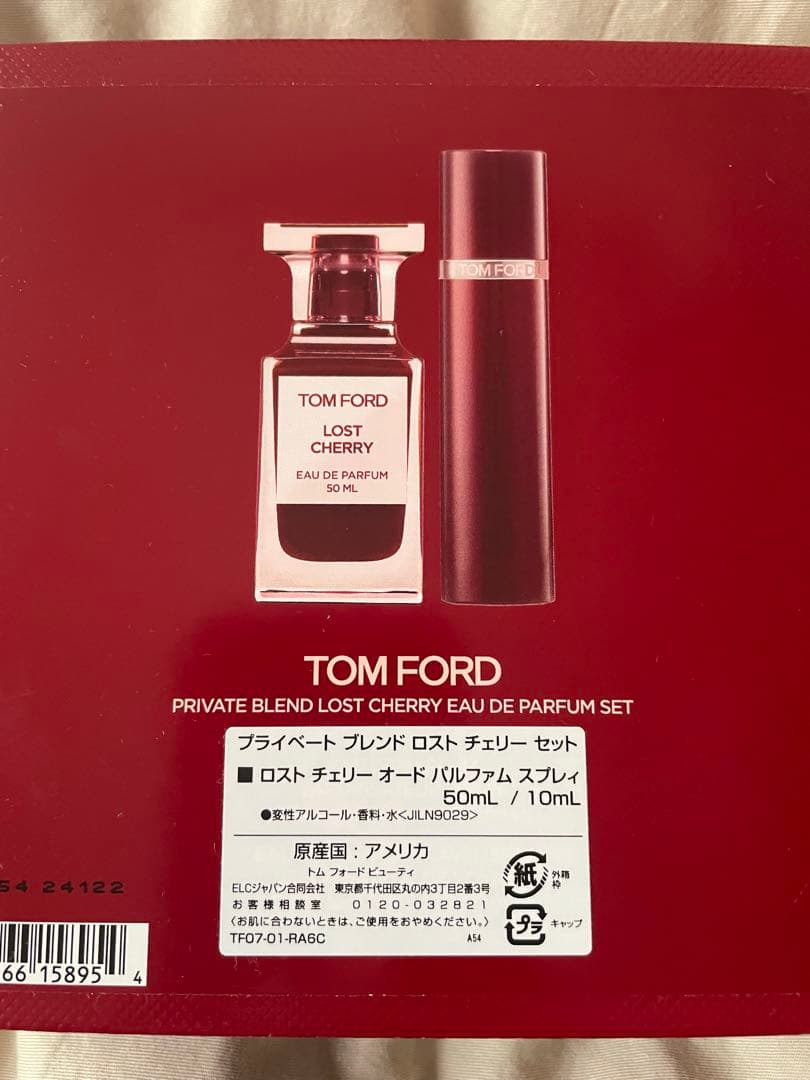 TOM FORD
TOM FORD
LOST
CHERRY
EAU DE PARFUM
50 ML
TOM FORD
PRIVATE BLEND LOST CHERRY EAU DE PARFUM SET
プライベート ブレンド ロスト チェリー セット
■ ロスト チェリー オード パルファム スプレィ
50mL / 10mL
●変性アルコール・香料・水<JILN9029>
原産国 : アメリカ
トム フォード ビューティ
ELCジャパン合同会社 東京都千代田区丸の内3丁目2番3号
お客様相談室 0120-032821
〈お肌に合わないときは、ご使用をおやめください。〉
TF07-01-RA6C A54
紙 外箱
枠
プラ キャップ
54 24122
66 15895 4